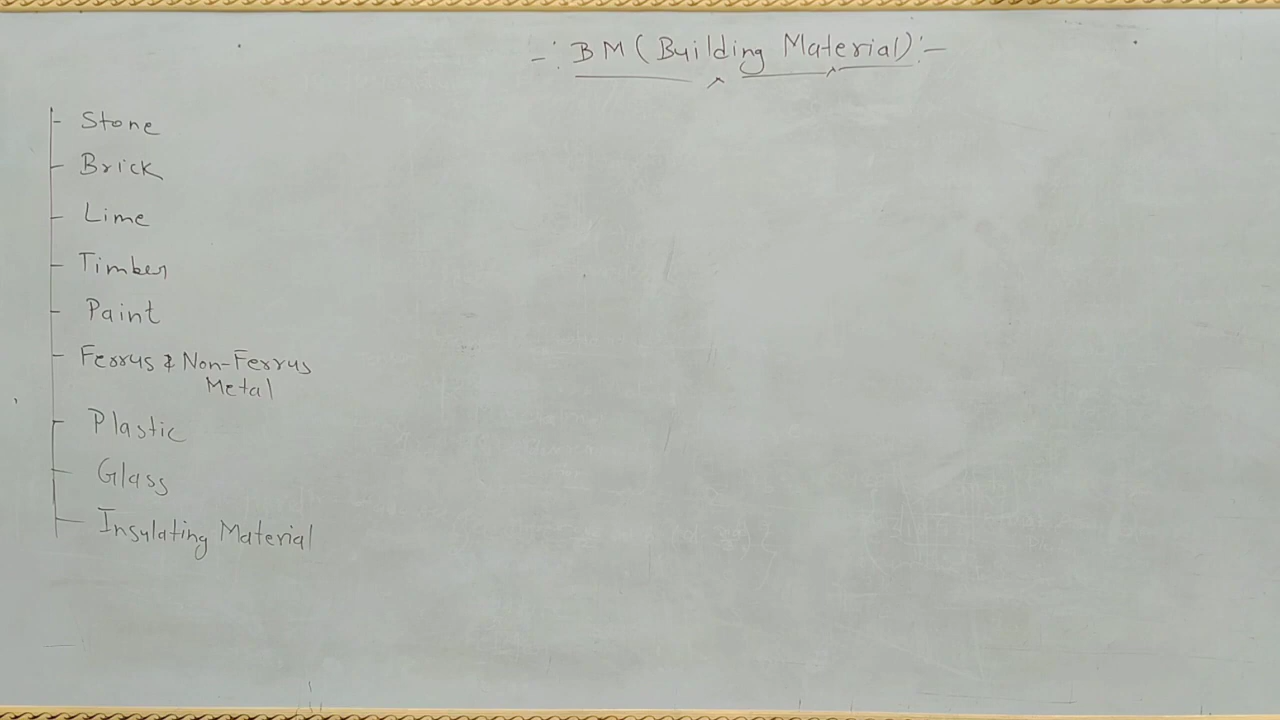 -: BM (Building Material) :-
- Stone
- Brick
- Lime
- Timber
- Paint
- Ferrus & Non-Ferrus
Metal
- Plastic
- Glass
- Insulating Material